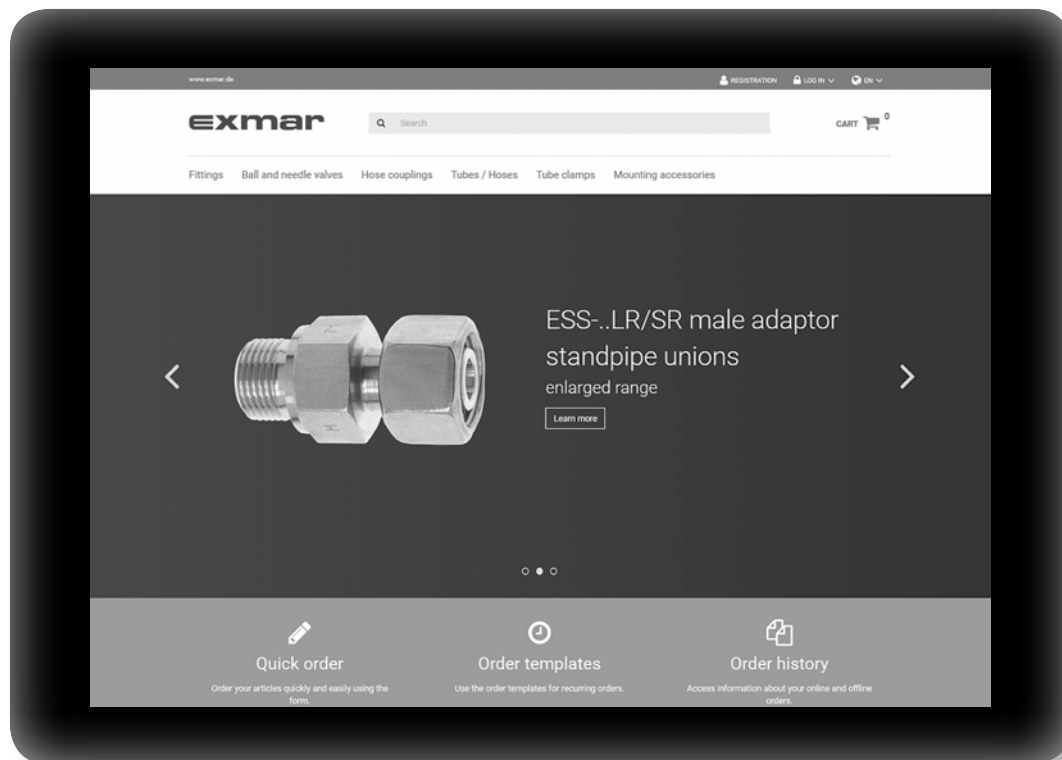 www.exmar.de REGISTRATION LOG IN EN
exmar Search CART 0
Fittings Ball and needle valves Hose couplings Tubes / Hoses Tube clamps Mounting accessories
ESS-..LR/SR male adaptor
standpipe unions
enlarged range
Learn more
Quick order
Order your articles quickly and easily using the
form.
Order templates
Use the order templates for recurring orders.
Order history
Access information about your online and offline
orders.